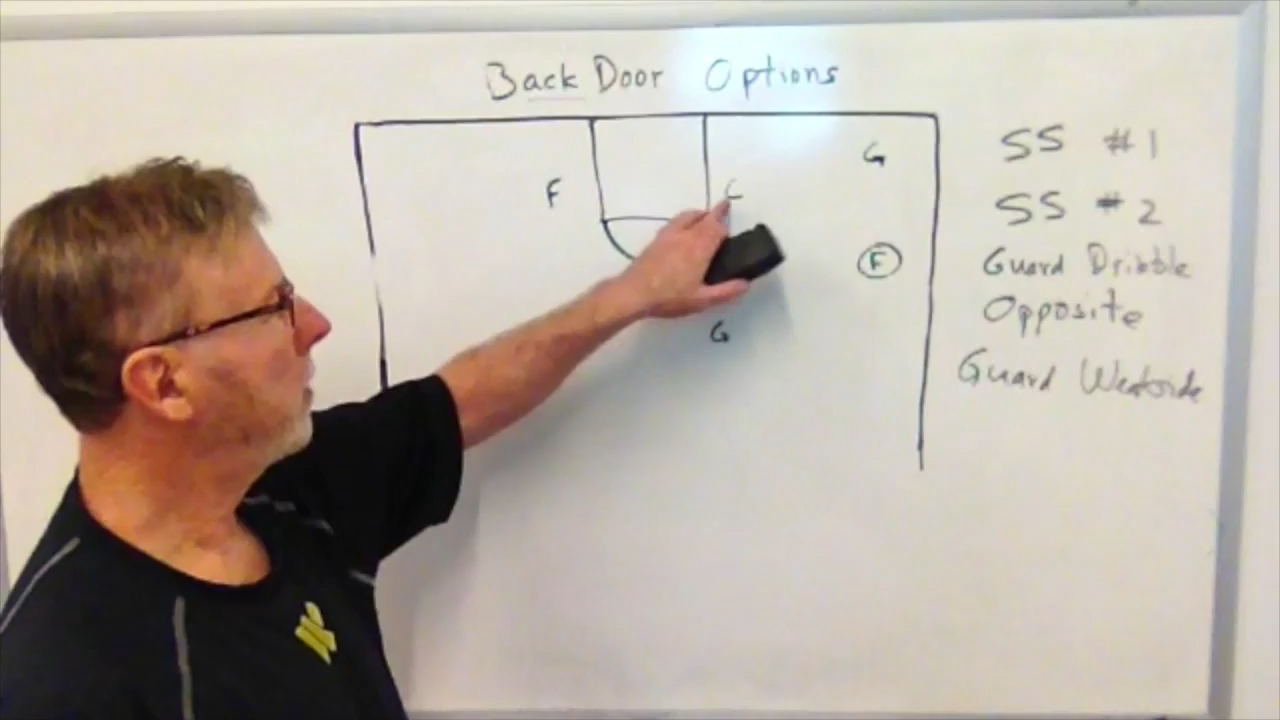 Back Door Options
G
F
C
F
G
SS #1
SS #2
Guard Dribble
Opposite
Guard Weakside